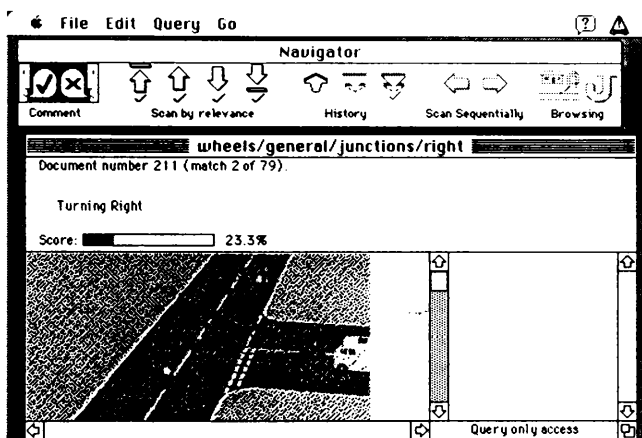 File Edit Query Go
Navigator
Comment Scan by relevance History Scan Sequentially Browsing
wheels/general/junctions/right
Document number 211 (match 2 of 79).
Turning Right
Score: 23.3%
Query only access